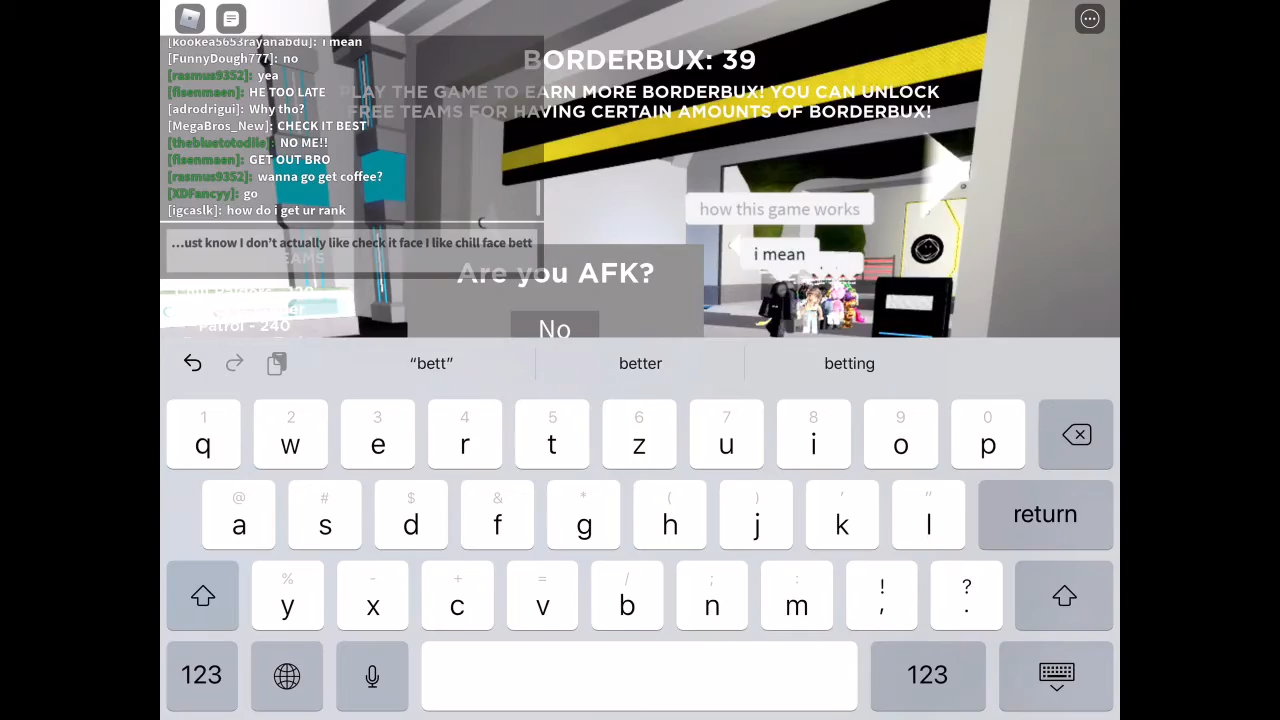 [kookea5653rayanabdu]: i mean
[FunnyDough777]: no
[rasmus9352]: yea
[fisenmaen]: HE TOO LATE
[adrodrigui]: Why tho?
[MegaBros_New]: CHECK IT BEST
[thebluetotodile]: NO ME!!
[fisenmaen]: GET OUT BRO
[rasmus9352]: wanna go get coffee?
[XDFancyy]: go
[igcaslk]: how do i get ur rank
...ust know I don't actually like check it face I like chill face bett
TEAMS
Patrol - 240
BORDERBUX: 39
PLAY THE GAME TO EARN MORE BORDERBUX! YOU CAN UNLOCK
FREE TEAMS FOR HAVING CERTAIN AMOUNTS OF BORDERBUX!
how this game works
i mean
Are you AFK?
No
“bett”
better
betting
1 2 3 4 5 6 7 8 9 0
q w e r t z u i o p
@ # $ & * ( ) ' "
a s d f g h j k l return
% - + = / ; : ! ?
y x c v b n m , .
123 123